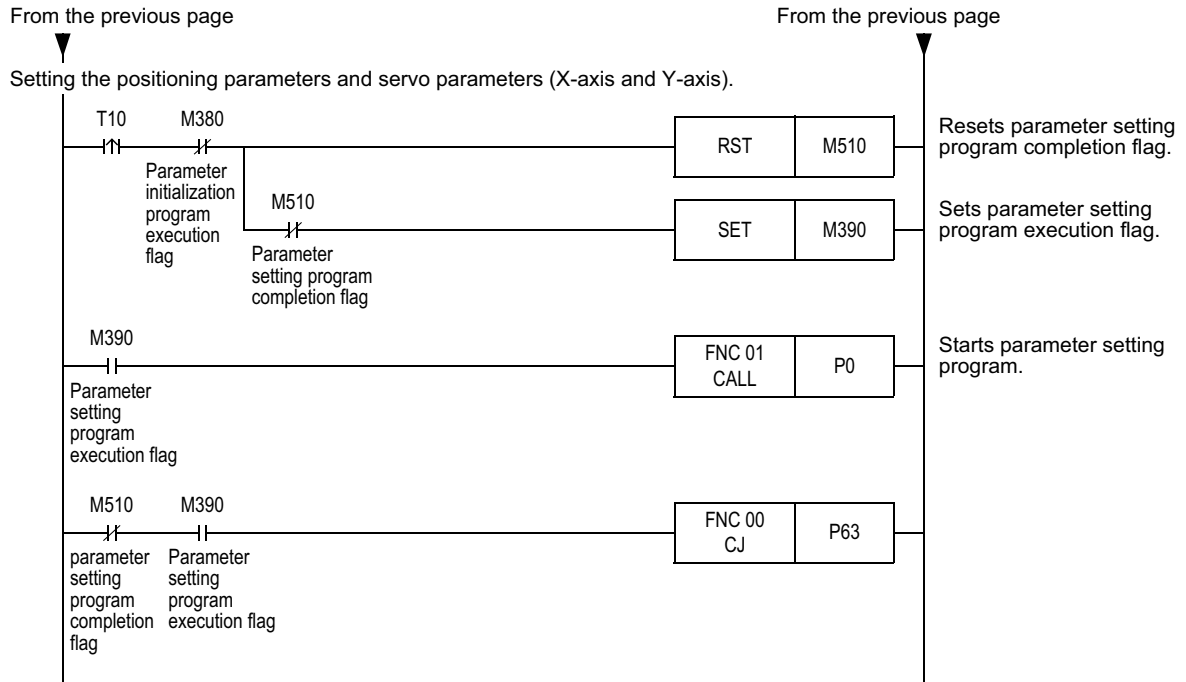 From the previous page
From the previous page
Setting the positioning parameters and servo parameters (X-axis and Y-axis).
T10
M380
Parameter
initialization
program
execution
flag
RST
M510
Resets parameter setting
program completion flag.
M510
Parameter
setting program
completion flag
SET
M390
Sets parameter setting
program execution flag.
M390
Parameter
setting
program
execution flag
FNC 01
CALL
P0
Starts parameter setting
program.
M510
parameter
setting
program
completion
flag
M390
Parameter
setting
program
execution flag
FNC 00
CJ
P63